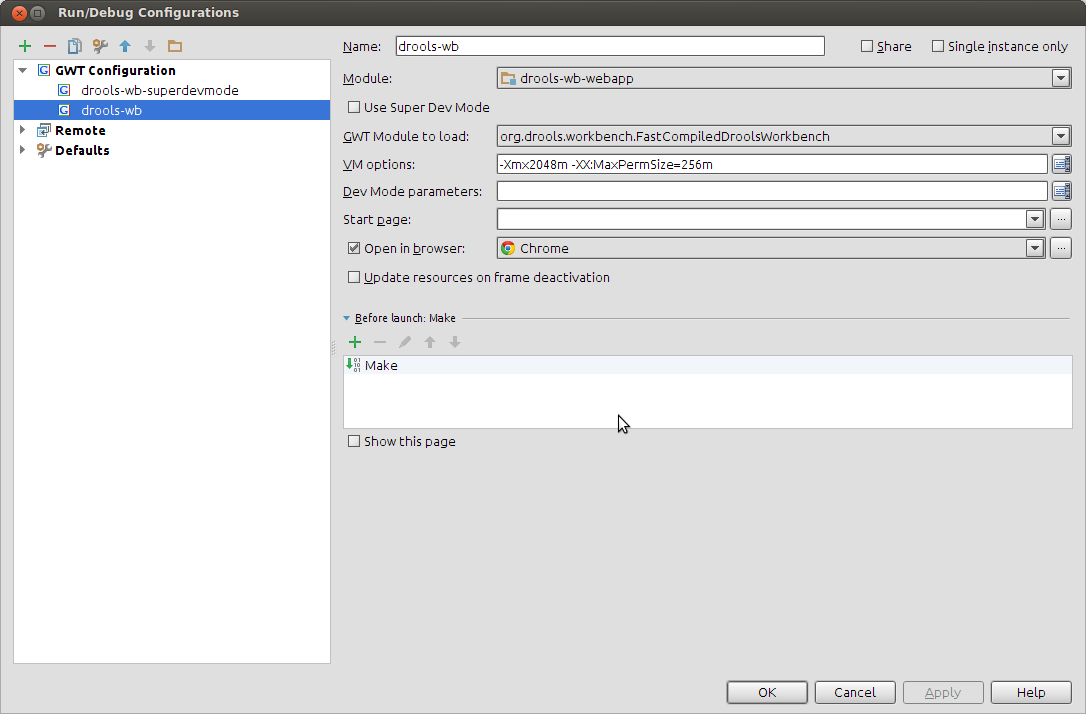 Run/Debug Configurations
GWT Configuration
drools-wb-superdevmode
drools-wb
Remote
Defaults
Name: drools-wb Share Single instance only
Module: drools-wb-webapp
Use Super Dev Mode
GWT Module to load: org.drools.workbench.FastCompiledDroolsWorkbench
VM options: -Xmx2048m -XX:MaxPermSize=256m
Dev Mode parameters:
Start page:
Open in browser: Chrome
Update resources on frame deactivation
Before launch: Make
Make
Show this page
OK Cancel Apply Help